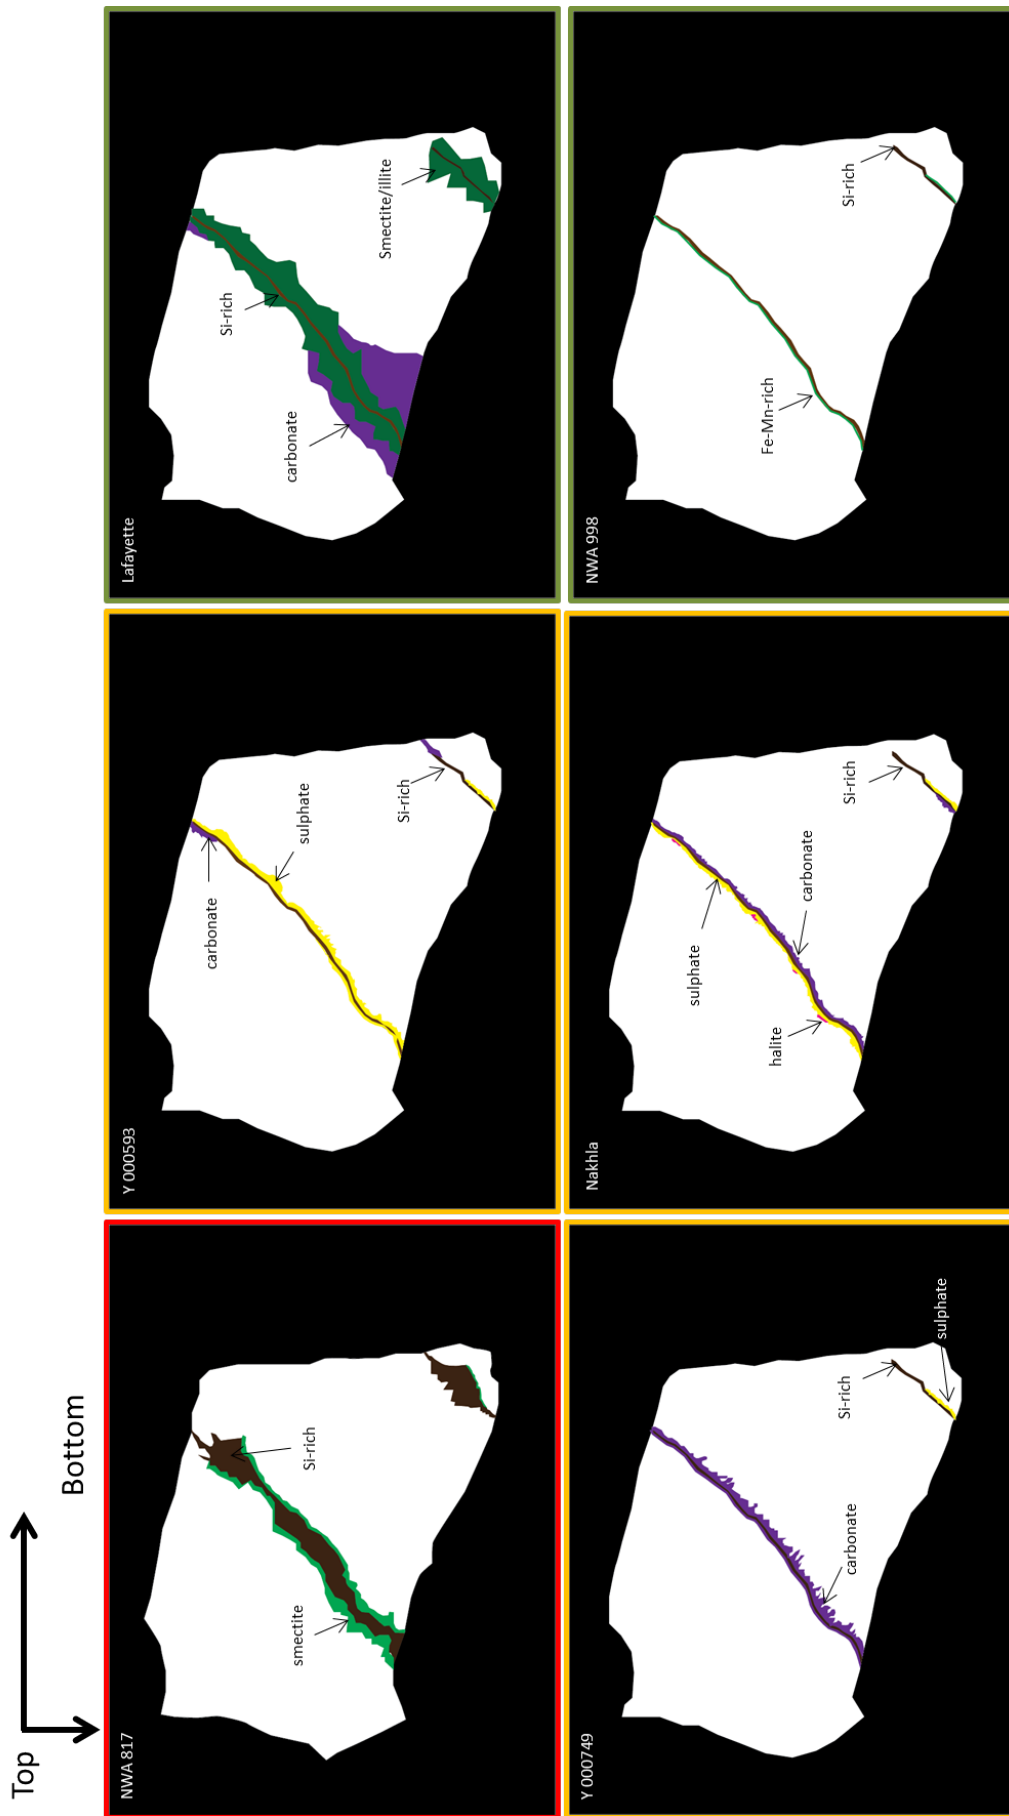 Top
Bottom
NWA 817
smectite
Si-rich
Y 000593
carbonate
sulphate
Si-rich
Lafayette
carbonate
Si-rich
Smectite/illite
Y 000749
carbonate
Si-rich
sulphate
Nakhla
halite
sulphate
carbonate
Si-rich
NWA 998
Fe-Mn-rich
Si-rich